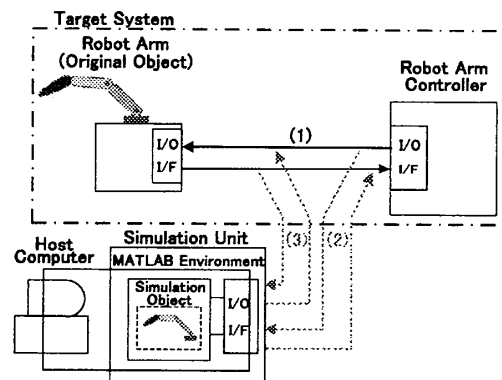 Target System
Robot Arm
(Original Object)
Robot Arm
Controller
I/O
I/F
(1)
I/O
I/F
(3)
(2)
Host
Computer
Simulation Unit
MATLAB Environment
Simulation
Object
I/O
I/F